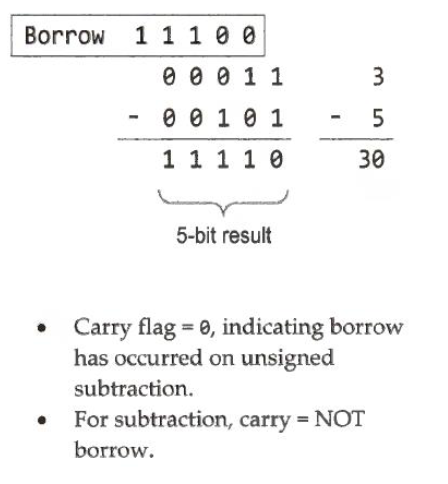 Borrow 1 1 1 0 0
0 0 0 1 1 3
- 0 0 1 0 1 - 5
1 1 1 1 0 30
5-bit result
• Carry flag = 0, indicating borrow
has occurred on unsigned
subtraction.
• For subtraction, carry = NOT
borrow.